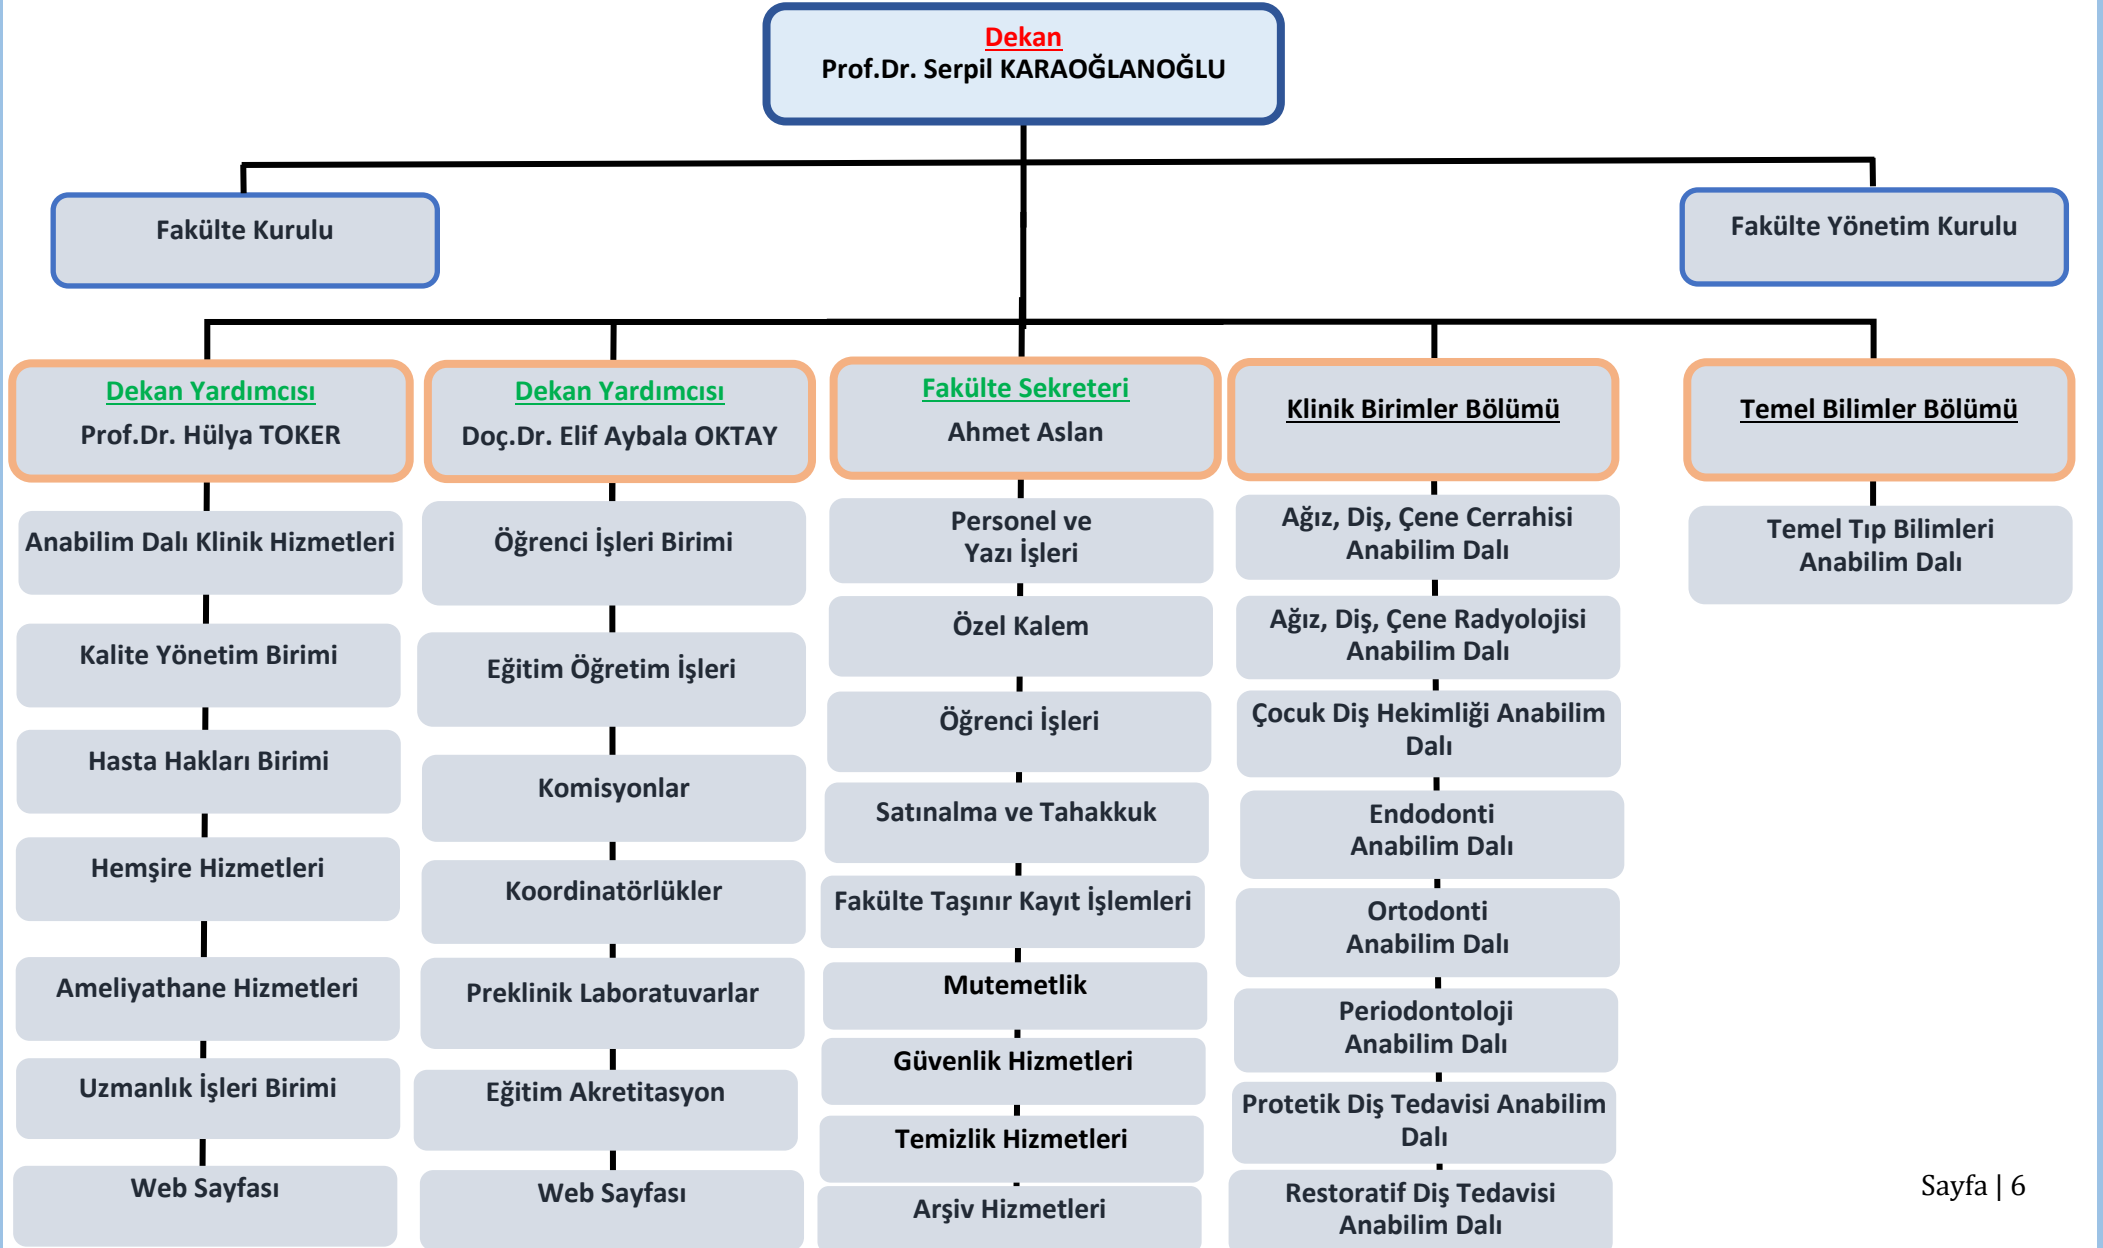 Dekan
Prof.Dr. Serpil KARAOĞLANOĞLU
Fakülte Kurulu
Fakülte Yönetim Kurulu
Dekan Yardımcısı
Prof.Dr. Hülya TOKER
Anabilim Dalı Klinik Hizmetleri
Kalite Yönetim Birimi
Hasta Hakları Birimi
Hemşire Hizmetleri
Ameliyathane Hizmetleri
Uzmanlık İşleri Birimi
Web Sayfası
Dekan Yardımcısı
Doç.Dr. Elif Aybala OKTAY
Öğrenci İşleri Birimi
Eğitim Öğretim İşleri
Komisyonlar
Koordinatörlükler
Preklinik Laboratuvarlar
Eğitim Akretitasyon
Web Sayfası
Fakülte Sekreteri
Ahmet Aslan
Personel ve
Yazı İşleri
Özel Kalem
Öğrenci İşleri
Satınalma ve Tahakkuk
Fakülte Taşınır Kayıt İşlemleri
Mutemetlik
Güvenlik Hizmetleri
Temizlik Hizmetleri
Arşiv Hizmetleri
Klinik Birimler Bölümü
Ağız, Diş, Çene Cerrahisi
Anabilim Dalı
Ağız, Diş, Çene Radyolojisi
Anabilim Dalı
Çocuk Diş Hekimliği Anabilim
Dalı
Endodonti
Anabilim Dalı
Ortodonti
Anabilim Dalı
Periodontoloji
Anabilim Dalı
Protetik Diş Tedavisi Anabilim
Dalı
Restoratif Diş Tedavisi
Anabilim Dalı
Temel Bilimler Bölümü
Temel Tıp Bilimleri
Anabilim Dalı
Sayfa | 6